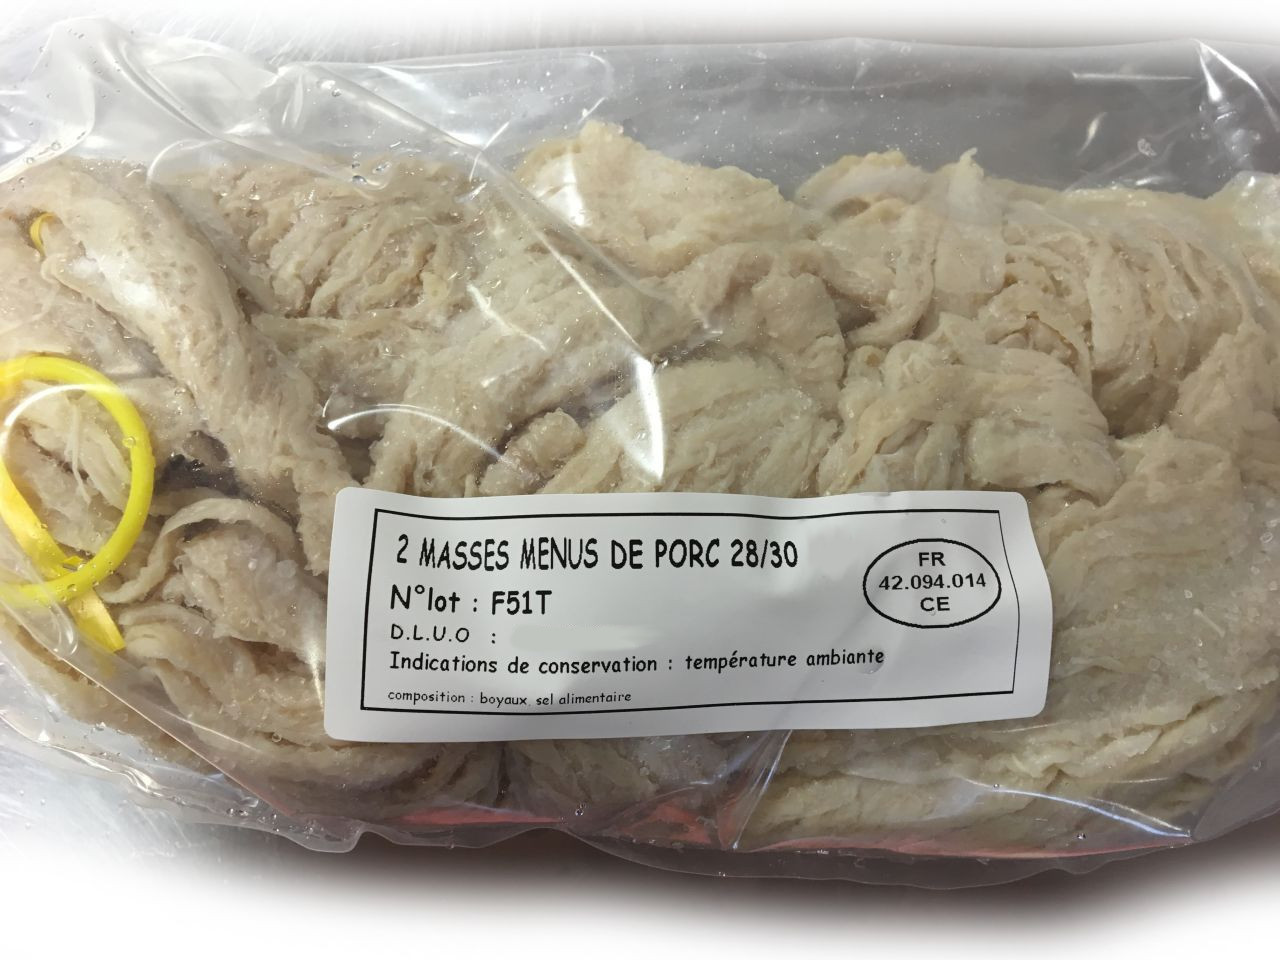 2 MASSES MENUS DE PORC 28/30
N°lot : F51T
D.L.U.O :
Indications de conservation : température ambiante
composition : boyaux, sel alimentaire
FR
42.094.014
CE